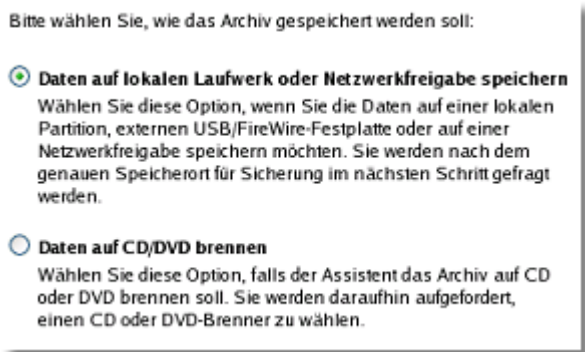 Bitte wählen Sie, wie das Archiv gespeichert werden soll:
Daten auf lokalen Laufwerk oder Netzwerkfreigabe speichern
Wählen Sie diese Option, wenn Sie die Daten auf einer lokalen
Partition, externen USB/FireWire-Festplatte oder auf einer
Netzwerkfreigabe speichern möchten. Sie werden nach dem
genauen Speicherort für Sicherung im nächsten Schritt gefragt
werden.
Daten auf CD/DVD brennen
Wählen Sie diese Option, falls der Assistent das Archiv auf CD
oder DVD brennen soll. Sie werden daraufhin aufgefordert,
einen CD oder DVD-Brenner zu wählen.